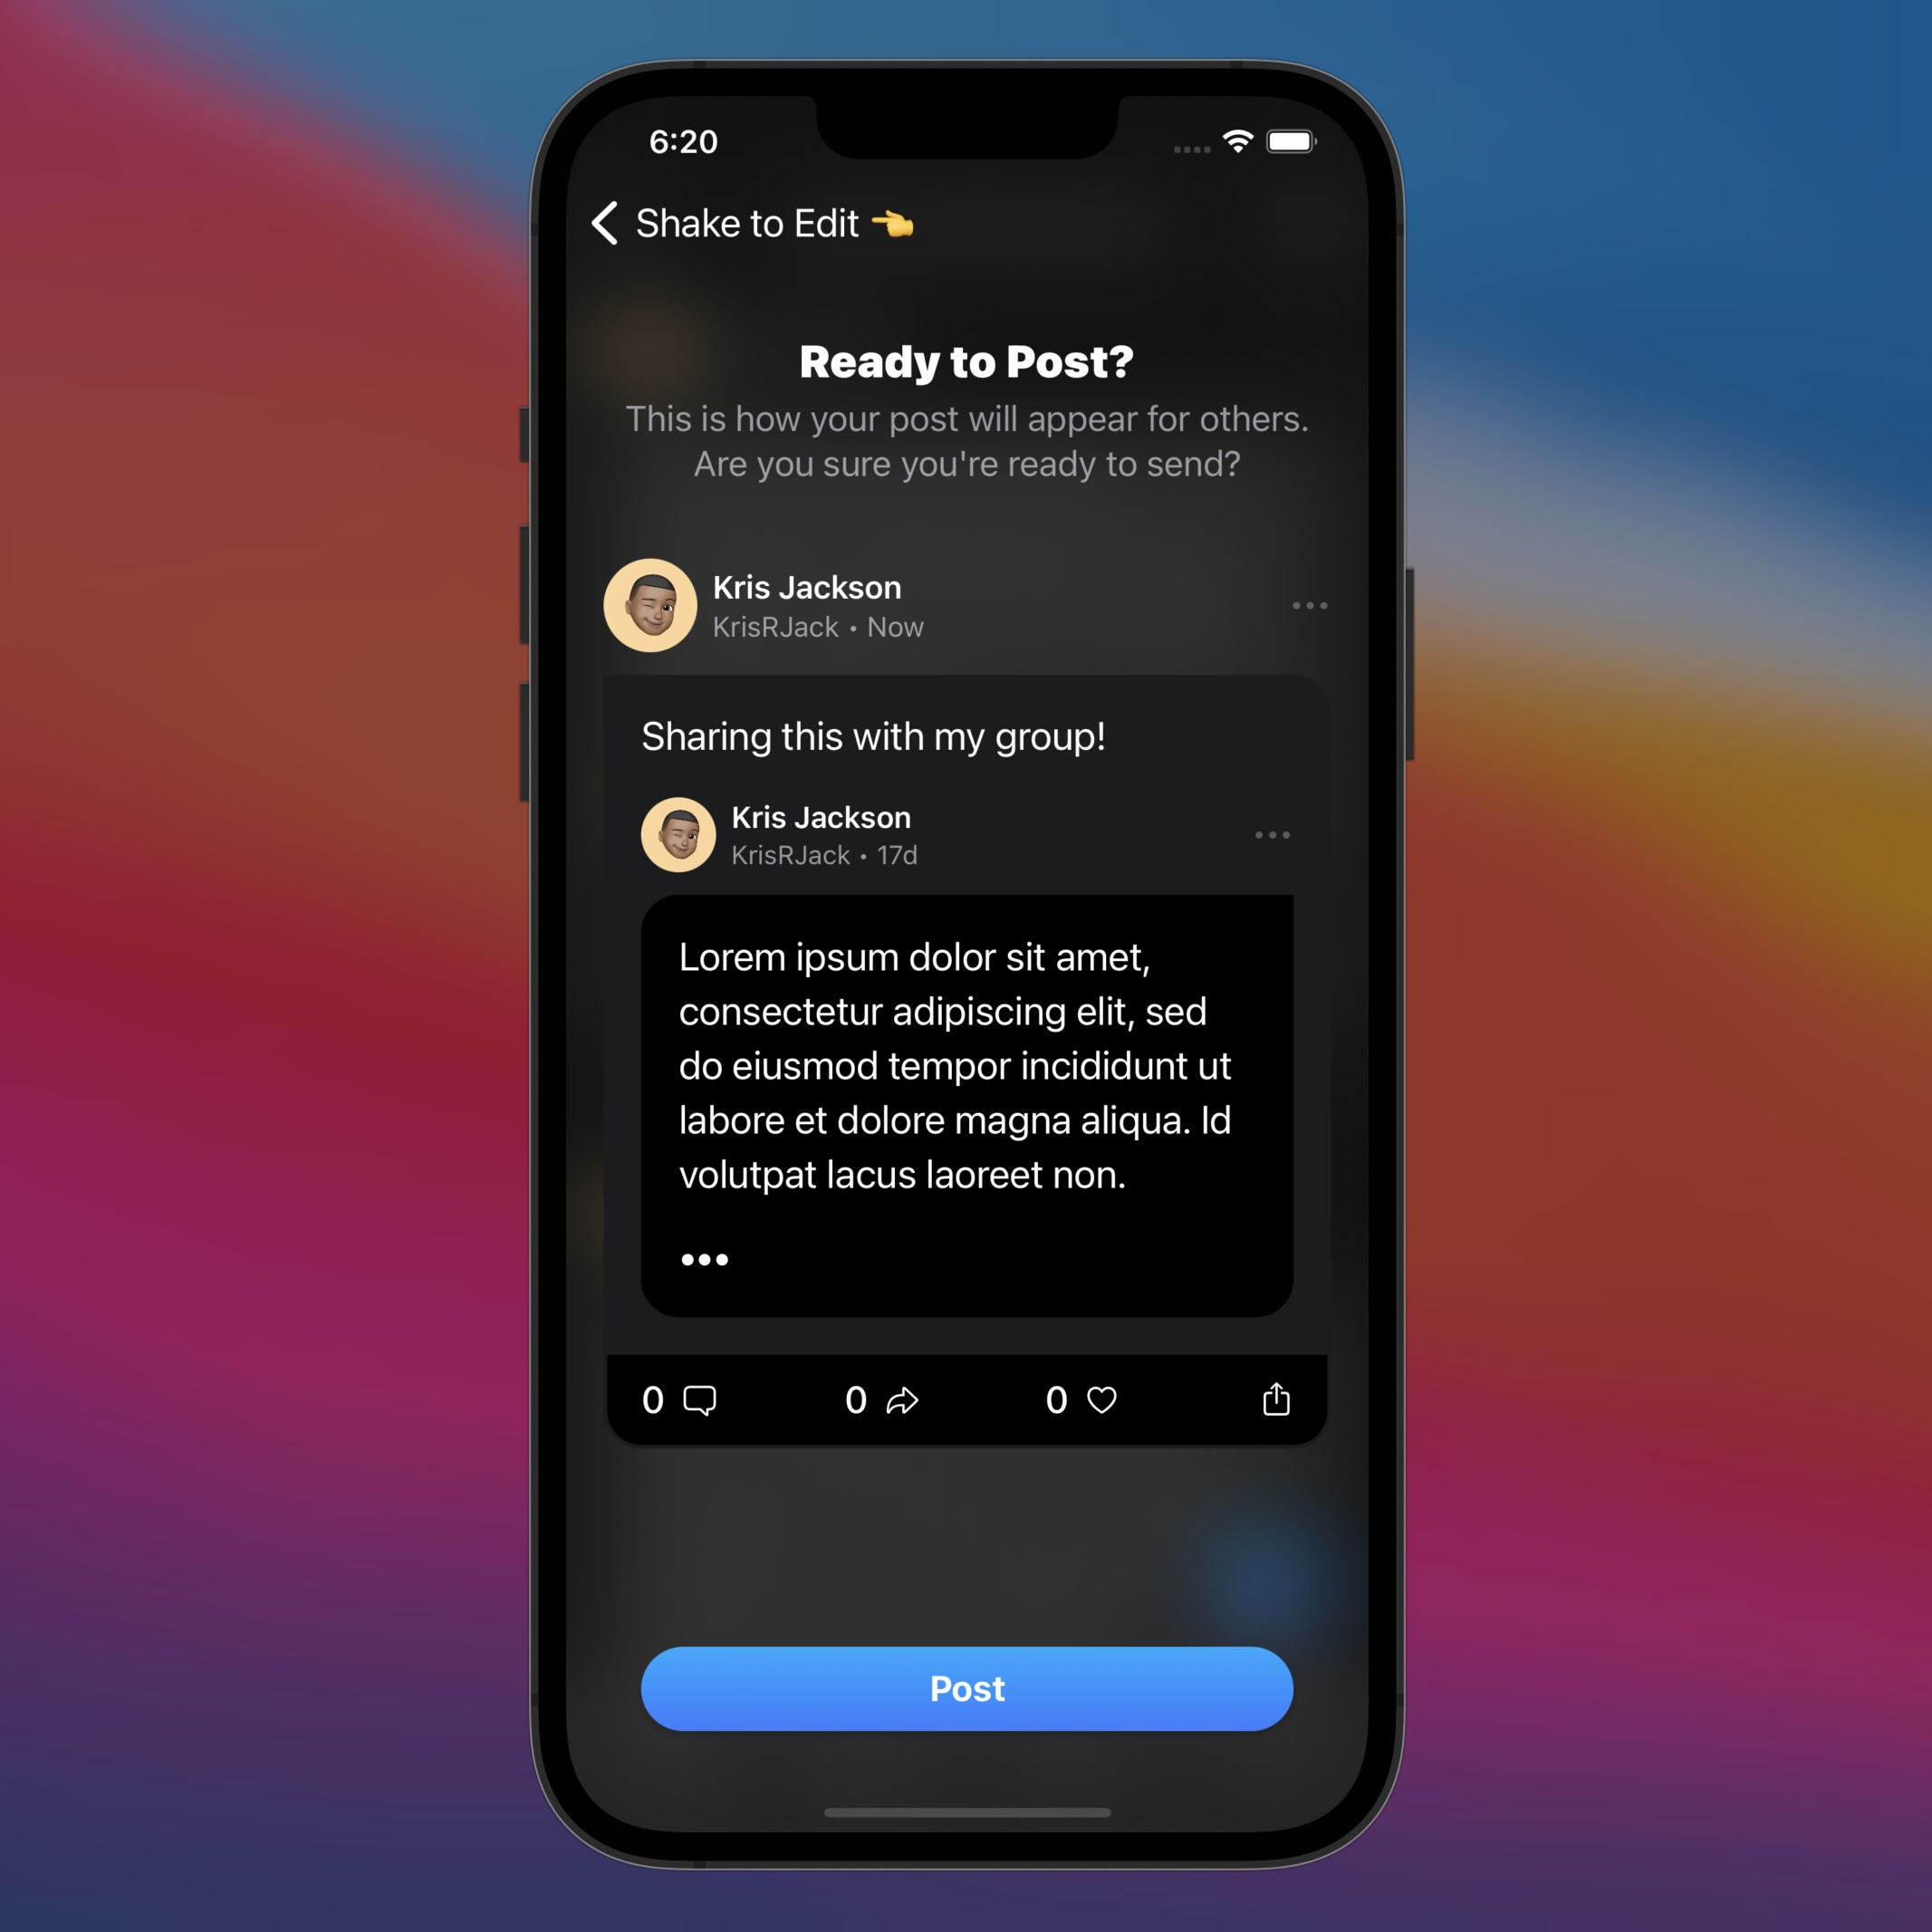 6:20
Shake to Edit 👈
Ready to Post?
This is how your post will appear for others.
Are you sure you're ready to send?
Kris Jackson
KrisRJack • Now
Sharing this with my group!
Kris Jackson
KrisRJack • 17d
Lorem ipsum dolor sit amet,
consectetur adipiscing elit, sed
do eiusmod tempor incididunt ut
labore et dolore magna aliqua. Id
volutpat lacus laoreet non.
•••
0 0 0
Post